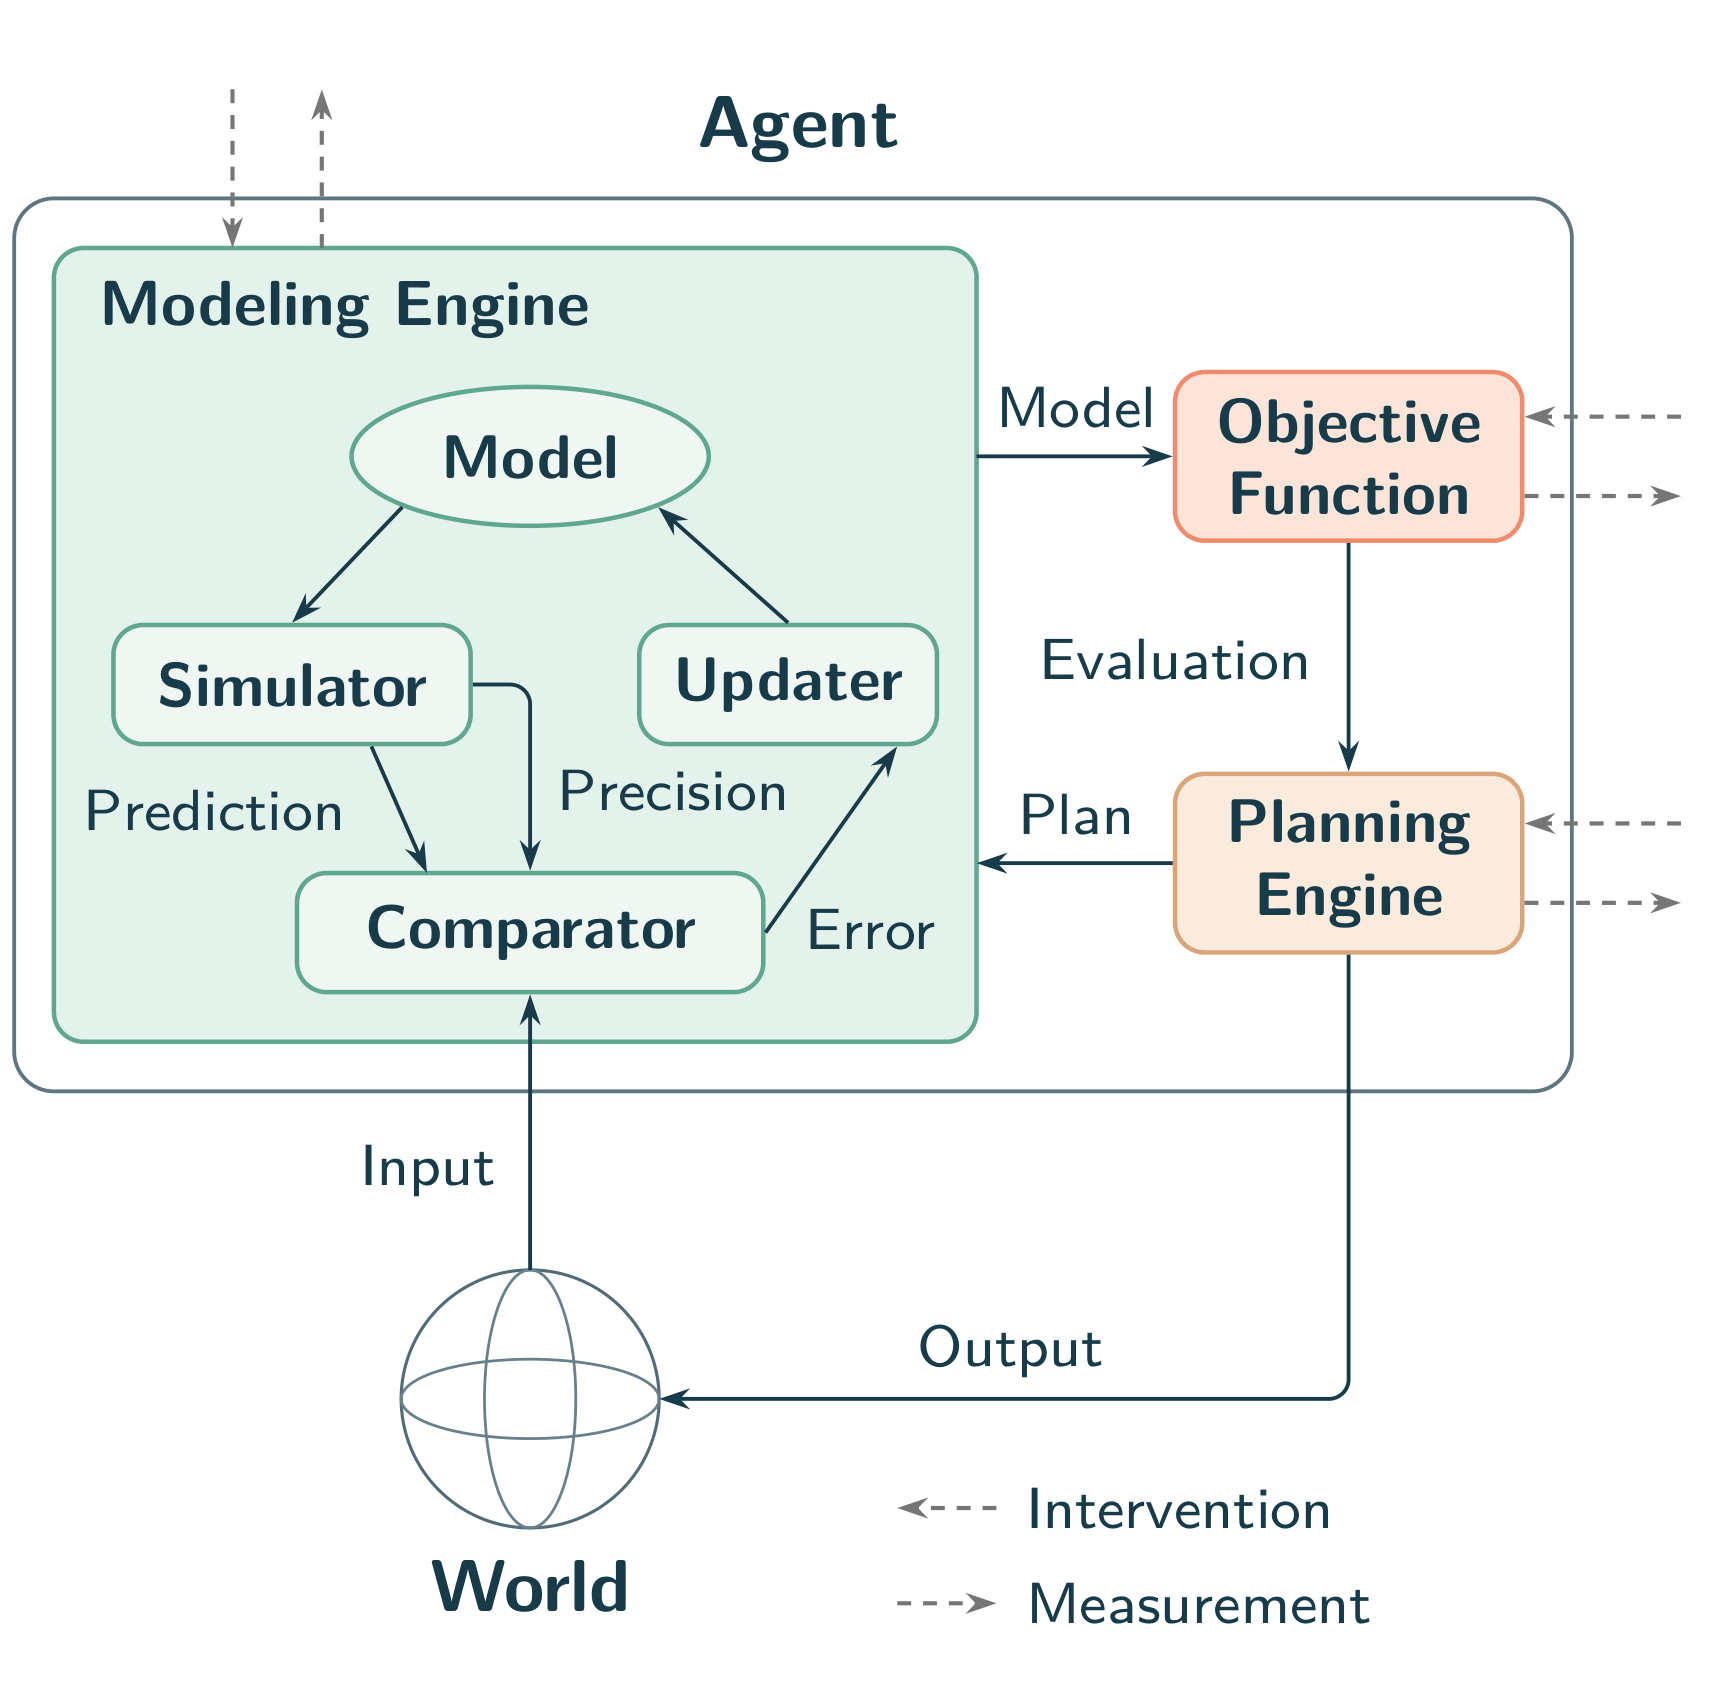 Agent
Modeling Engine
Model
Model
Objective
Function
Simulator
Updater
Evaluation
Prediction
Precision
Plan
Planning
Engine
Comparator
Error
Input
Output
World
Intervention
Measurement